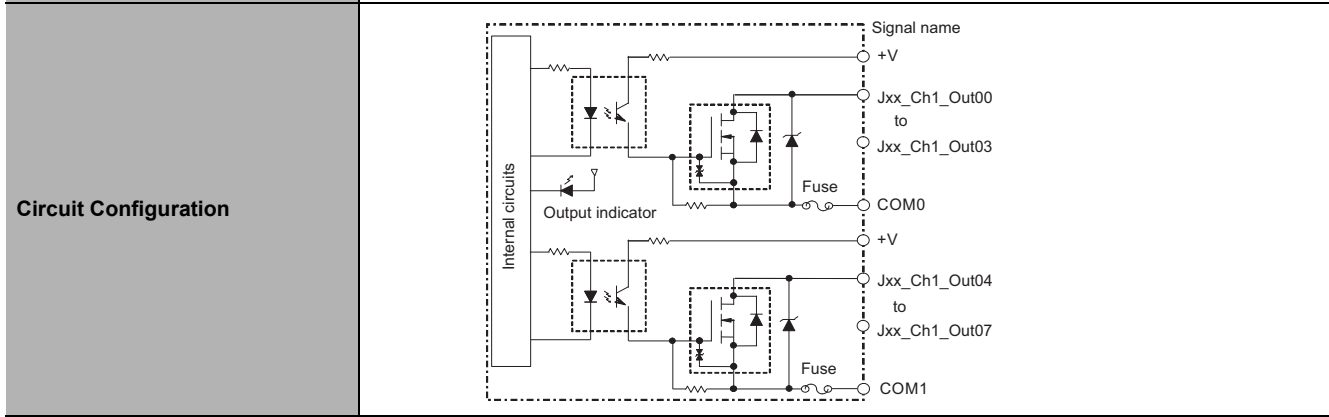 Circuit Configuration
Internal circuits
Output indicator
Signal name
+V
Jxx_Ch1_Out00
to
Jxx_Ch1_Out03
Fuse
COM0
+V
Jxx_Ch1_Out04
to
Jxx_Ch1_Out07
Fuse
COM1